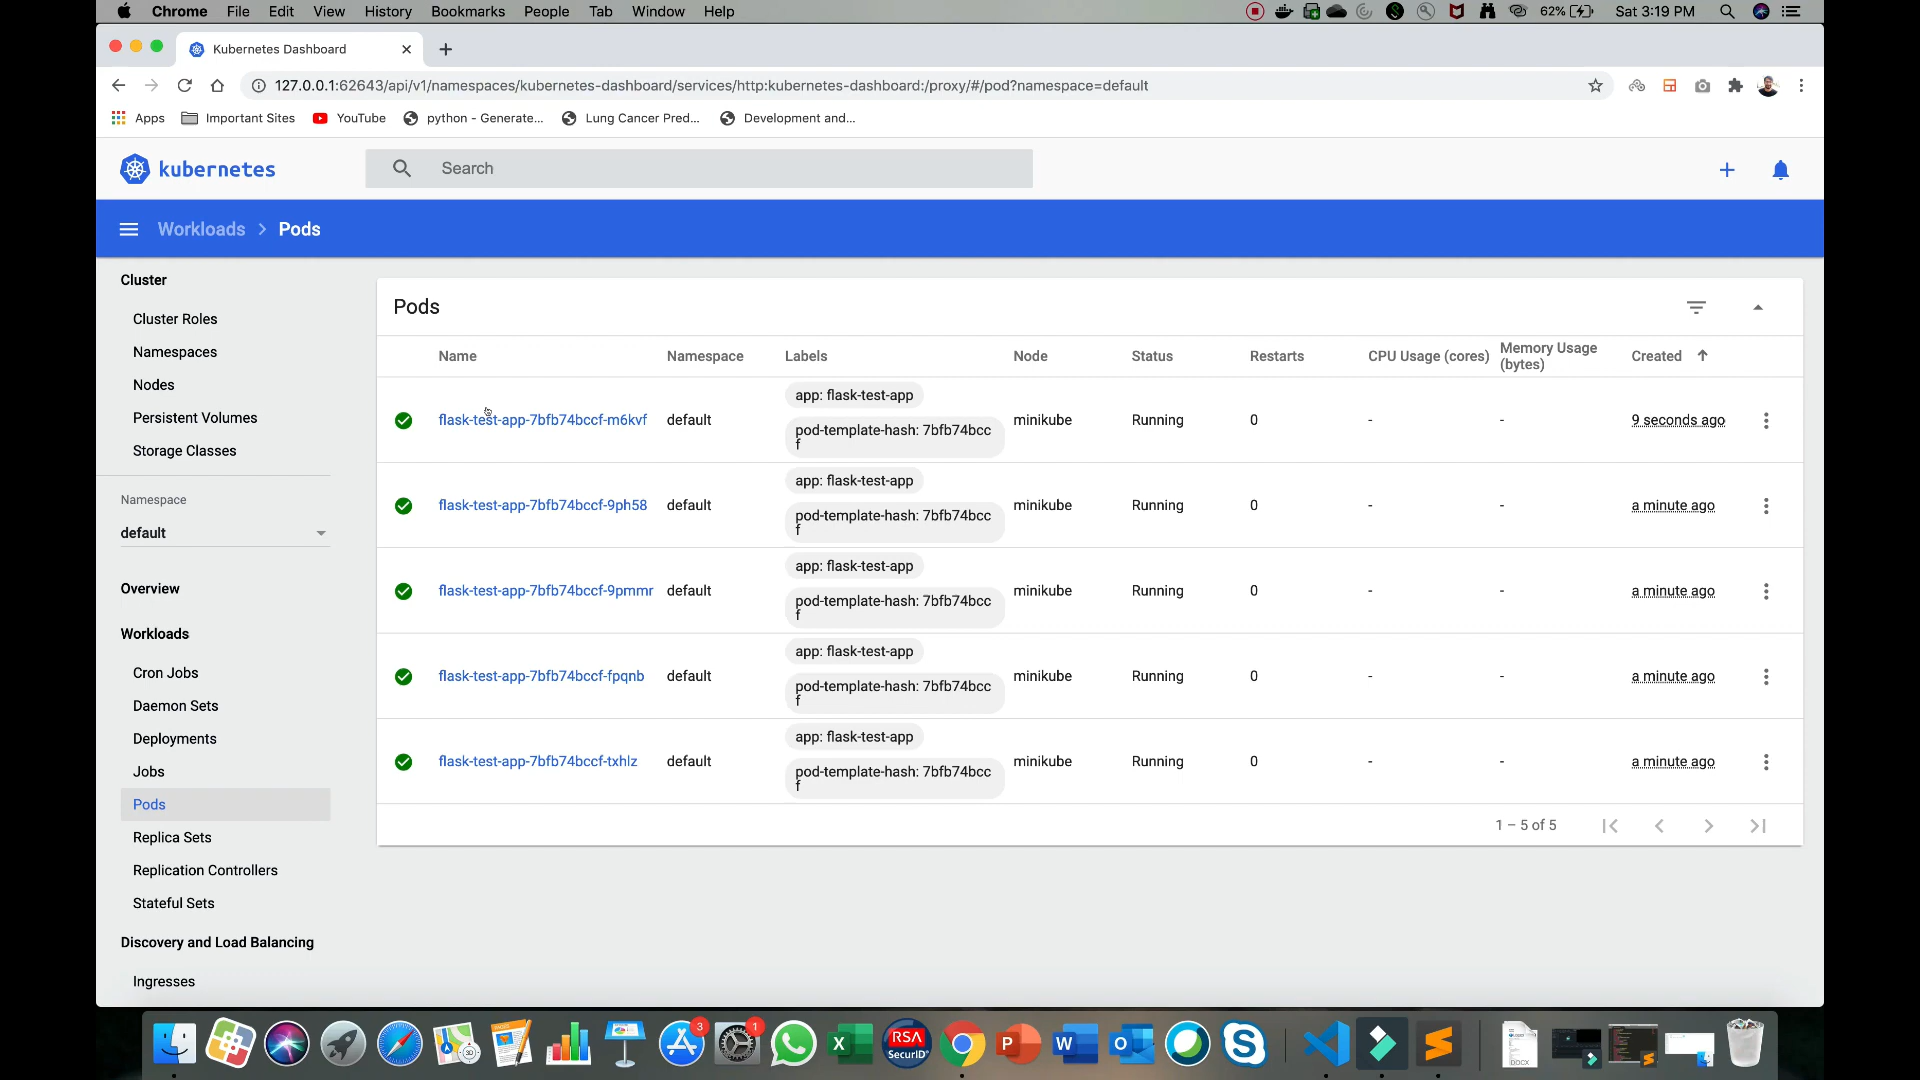 Chrome File Edit View History Bookmarks People Tab Window Help 62% Sat 3:19 PM
Kubernetes Dashboard
127.0.0.1:62643/api/v1/namespaces/kubernetes-dashboard/services/http:kubernetes-dashboard:/proxy/#/pod?namespace=default
Apps Important Sites YouTube python - Generate... Lung Cancer Pred... Development and...
kubernetes Search
Workloads > Pods
Cluster
Cluster Roles
Namespaces
Nodes
Persistent Volumes
Storage Classes
Namespace
default
Overview
Workloads
Cron Jobs
Daemon Sets
Deployments
Jobs
Pods
Replica Sets
Replication Controllers
Stateful Sets
Discovery and Load Balancing
Ingresses
Pods
Name Namespace Labels Node Status Restarts CPU Usage (cores) Memory Usage (bytes) Created
app: flask-test-app
flask-test-app-7bfb74bccf-m6kvf default pod-template-hash: 7bfb74bcc minikube Running 0 - - 9 seconds ago
f
app: flask-test-app
flask-test-app-7bfb74bccf-9ph58 default pod-template-hash: 7bfb74bcc minikube Running 0 - - a minute ago
f
app: flask-test-app
flask-test-app-7bfb74bccf-9pmmr default pod-template-hash: 7bfb74bcc minikube Running 0 - - a minute ago
f
app: flask-test-app
flask-test-app-7bfb74bccf-fpqnb default pod-template-hash: 7bfb74bcc minikube Running 0 - - a minute ago
f
app: flask-test-app
flask-test-app-7bfb74bccf-txhlz default pod-template-hash: 7bfb74bcc minikube Running 0 - - a minute ago
f
1 – 5 of 5
3 1 RSA SecurID DOCX